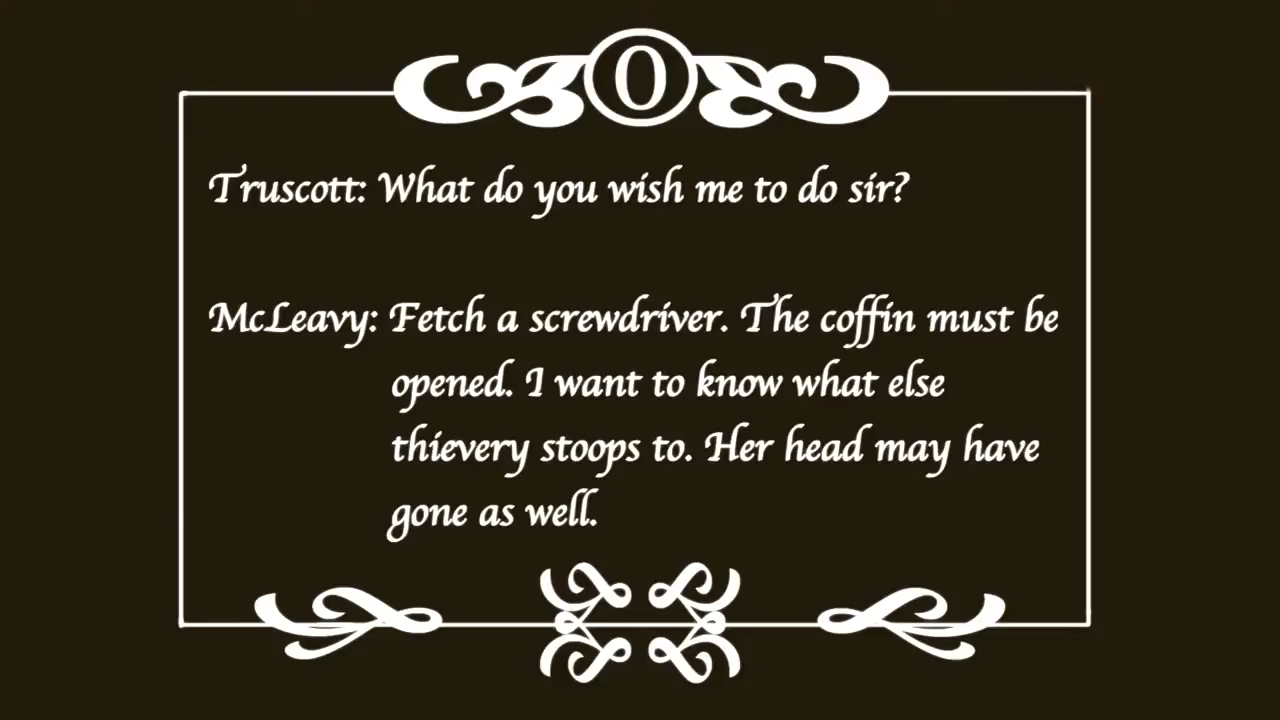 O
Truscott: What do you wish me to do sir?
McLeavy: Fetch a screwdriver. The coffin must be
opened. I want to know what else
thievery stoops to. Her head may have
gone as well.